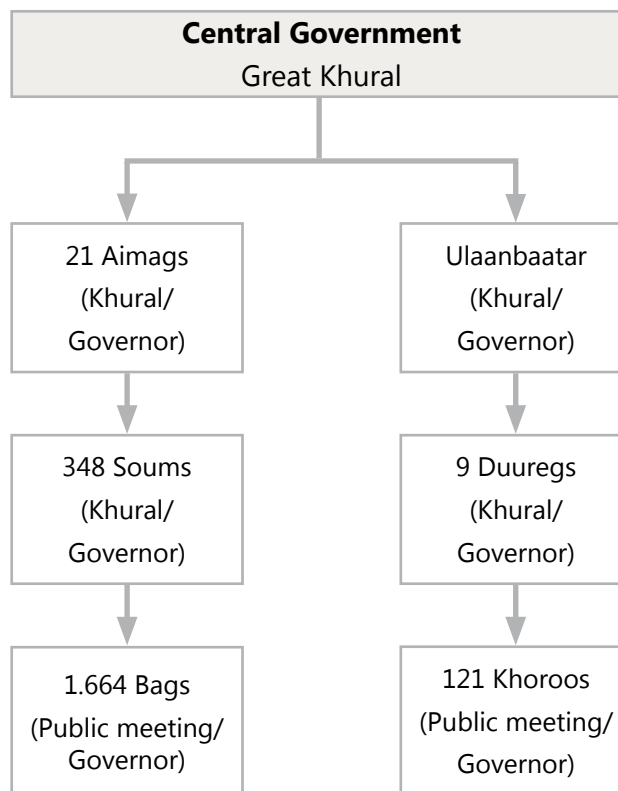 Central Government
Great Khural
21 Aimags
(Khural/
Governor)
Ulaanbaatar
(Khural/
Governor)
348 Soums
(Khural/
Governor)
9 Duuregs
(Khural/
Governor)
1.664 Bags
(Public meeting/
Governor)
121 Khoroos
(Public meeting/
Governor)